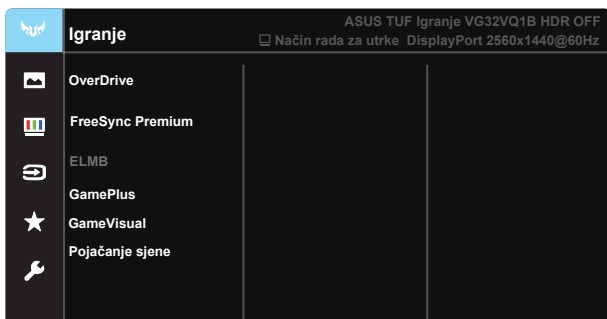 ASUS TUF Igranje VG32VQ1B HDR OFF
Igranje
Način rada za utrke DisplayPort 2560x1440@60Hz
OverDrive
FreeSync Premium
ELMB
GamePlus
GameVisual
Pojačanje sjene